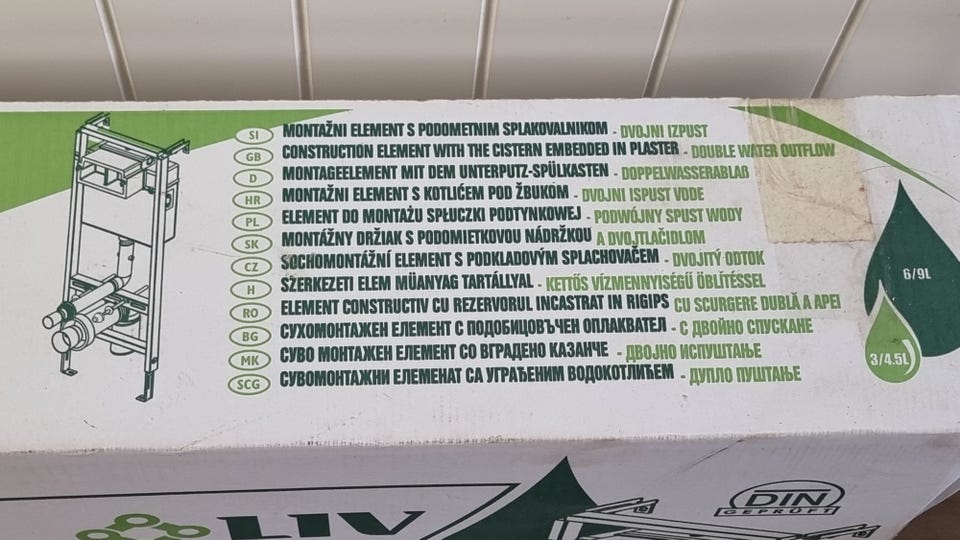 SI MONTAŽNI ELEMENT S PODOMETNIM SPLAKOVALNIKOM - DVOJNI IZPUST
GB CONSTRUCTION ELEMENT WITH THE CISTERN EMBEDDED IN PLASTER - DOUBLE WATER OUTFLOW
D MONTAGEELEMENT MIT DEM UNTERPUTZ-SPÜLKASTEN - DOPPELWASSERABLAß
HR MONTAŽNI ELEMENT S KOTLIĆEM POD ŽBUKOM - DVOJNI ISPUST VODE
PL ELEMENT DO MONTAŻU SPŁUCZKI PODTYNKOWEJ - PODWÓJNY SPUST WODY
SK MONTÁŽNY DRŽIAK S PODOMIETKOVOU NÁDRŽKOU A DVOJTLAČIDLOM
CZ SOCHOMONTÁŽNÍ ELEMENT S PODKLADOVÝM SPLACHOVAČEM - DVOJITÝ ODTOK
H SZERKEZETI ELEM MÜANYAG TARTÁLLYAL - KETTŐS VÍZMENNYISÉGŰ ÖBLÍTÉSSEL
RO ELEMENT CONSTRUCTIV CU REZERVORUL INCASTRAT IN RIGIPS CU SCURGERE DUBLĂ A APEI
BG СУХОМОНТАЖЕН ЕЛЕМЕНТ С ПОДОБИЦОВЪЧЕН ОПЛАКВАТЕЛ - С ДВОЙНО СПУСКАНЕ
MK СУВО МОНТАЖЕН ЕЛЕМЕНТ СО ВГРАДЕНО КАЗАНЧЕ - ДВОЈНО ИСПУШТАЊЕ
SCG СУВОМОНТАЖНИ ЕЛЕМЕНАТ СА УГРАЂЕНИМ ВОДОКОТЛИЋЕМ - ДУПЛО ПУШТАЊЕ
6/9L
3/4.5L
LIV
DIN
GEPRÜFT